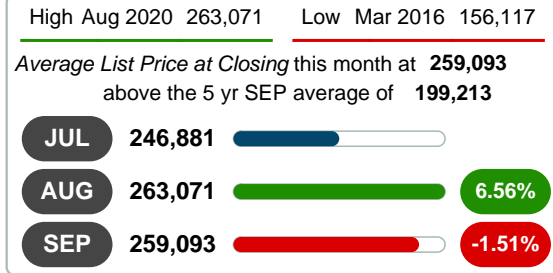 High Aug 2020 263,071 Low Mar 2016 156,117
Average List Price at Closing this month at 259,093
above the 5 yr SEP average of 199,213
JUL 246,881
AUG 263,071 6.56%
SEP 259,093 -1.51%